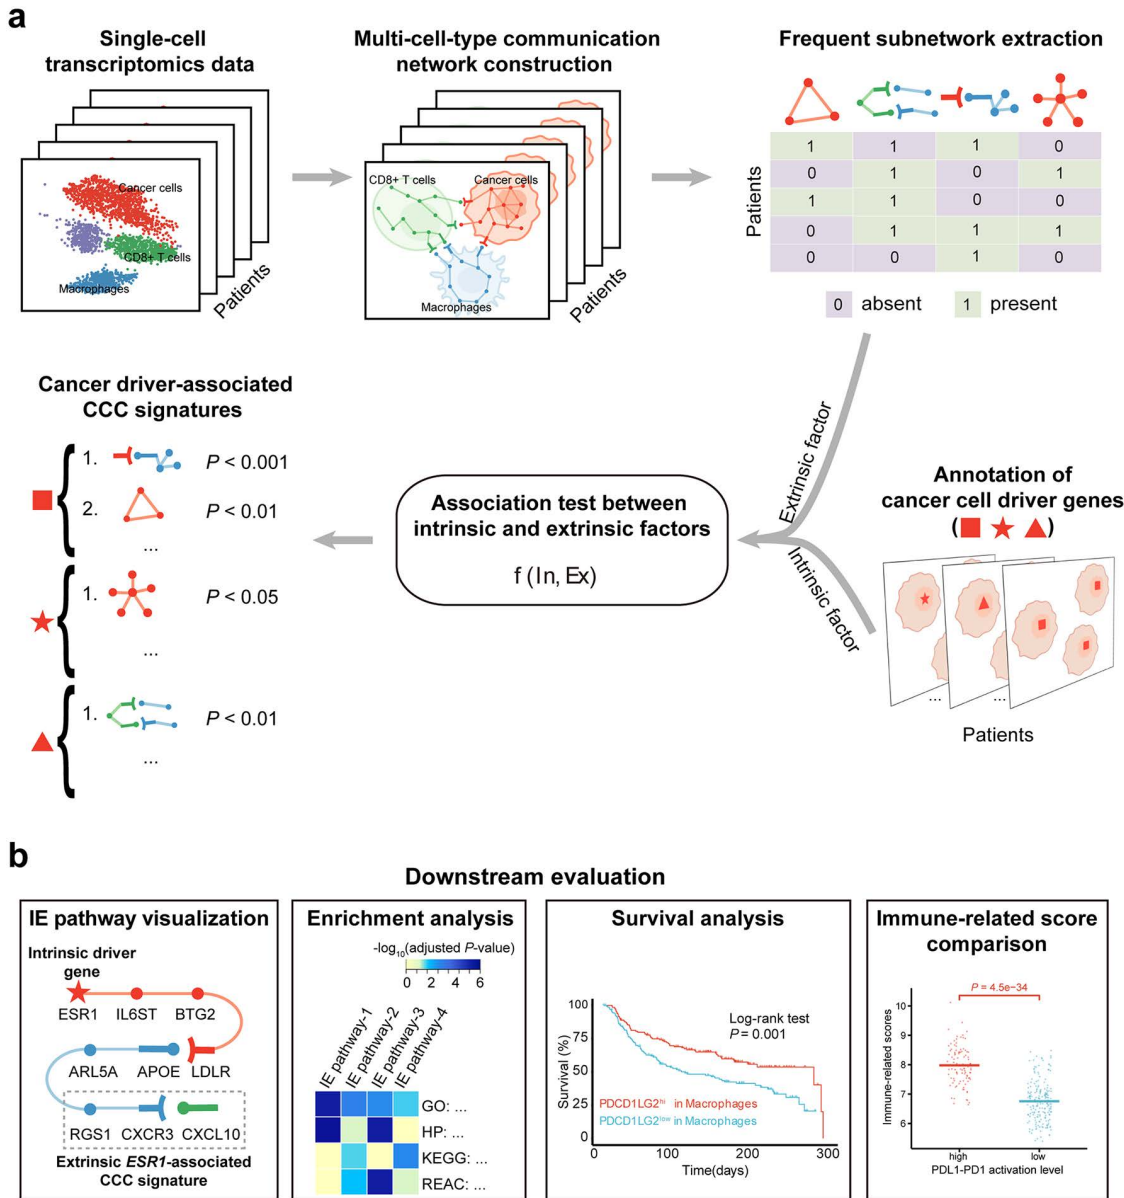 a
Single-cell
transcriptomics data
Multi-cell-type communication
network construction
Frequent subnetwork extraction
Cancer cells
CD8+ T cells
Macrophages
Patients
CD8+ T cells
Cancer cells
Macrophages
Patients
Patients
1 1 1 0
0 1 0 1
1 1 0 0
0 1 1 1
0 0 1 0
0 absent 1 present
Cancer driver-associated
CCC signatures
1. P < 0.001
2. P < 0.01
...
1. P < 0.05
...
1. P < 0.01
...
Association test between
intrinsic and extrinsic factors
f (In, Ex)
Extrinsic factor
Intrinsic factor
Annotation of
cancer cell driver genes
( )
... ...
Patients
b
Downstream evaluation
IE pathway visualization
Intrinsic driver
gene
ESR1 IL6ST BTG2
ARL5A APOE LDLR
RGS1 CXCR3 CXCL10
Extrinsic ESR1-associated
CCC signature
Enrichment analysis
-log10(adjusted P-value)
0 2 4 6
IE pathway-1
IE pathway-2
IE pathway-3
IE pathway-4
GO: ...
HP: ...
KEGG: ...
REAC: ...
Survival analysis
Survival (%)
100
75
50
25
0
Log-rank test
P = 0.001
PDCD1LG2hi in Macrophages
PDCD1LG2low in Macrophages
0 100 200 300
Time(days)
Immune-related score
comparison
P = 4.5e−34
Immune-related scores
10
9
8
7
6
high low
PDL1-PD1 activation level